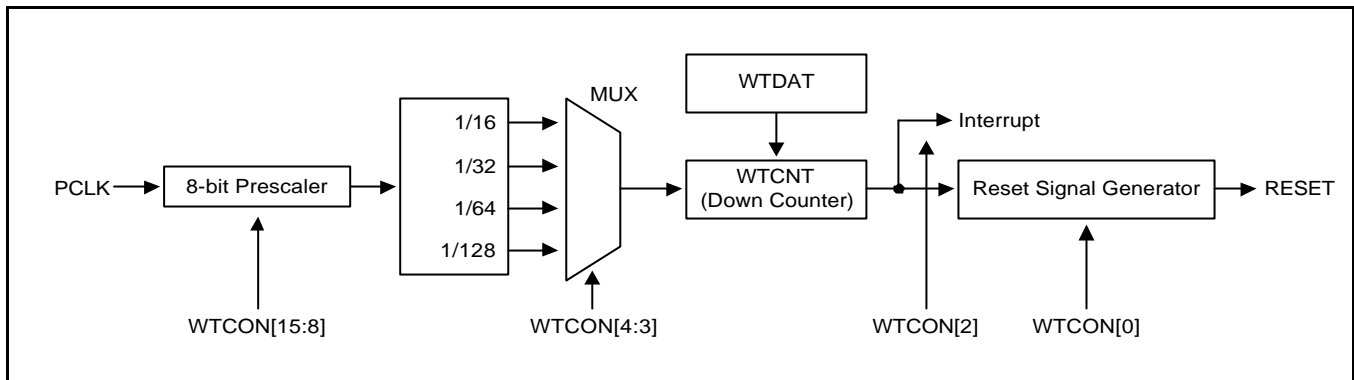 WTDAT
MUX
1/16
Interrupt
1/32
PCLK
8-bit Prescaler
WTCNT
(Down Counter)
Reset Signal Generator
RESET
1/64
1/128
WTCON[15:8]
WTCON[4:3]
WTCON[2]
WTCON[0]